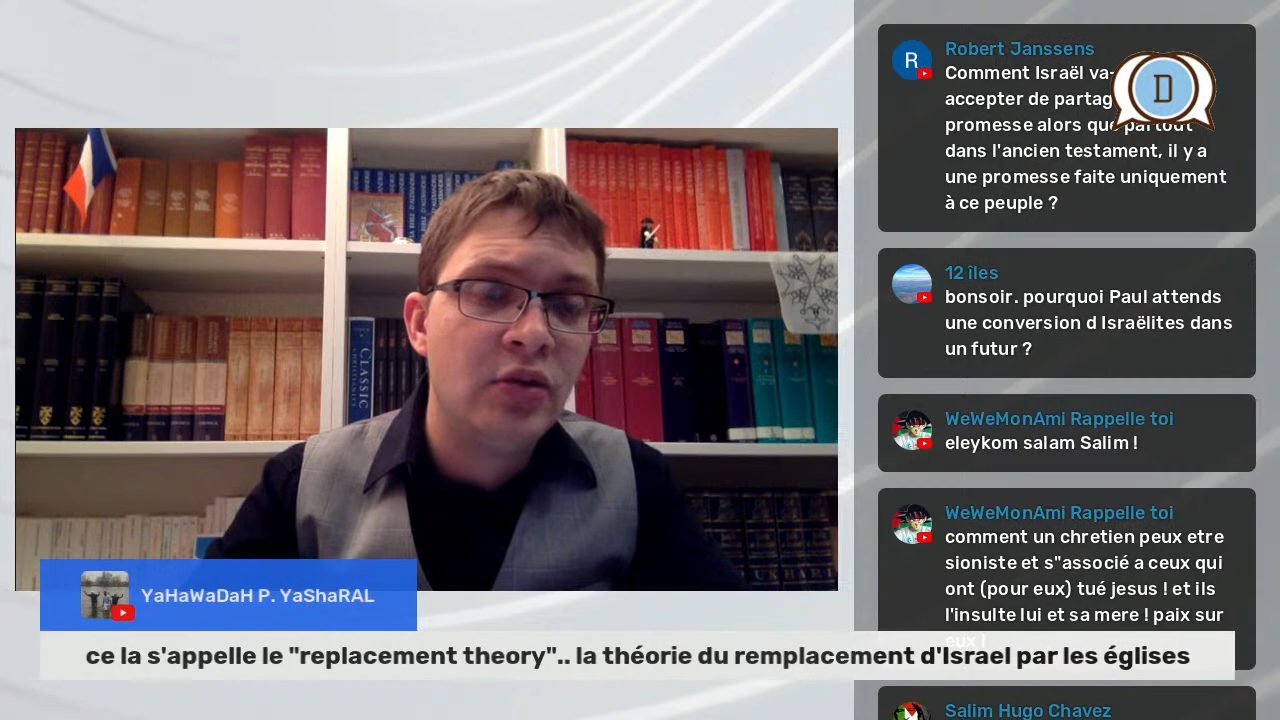 Robert Janssens
Comment Israël va-
accepter de partag
promesse alors que partout
dans l'ancien testament, il y a
une promesse faite uniquement
à ce peuple ?
D
12 îles
bonsoir. pourquoi Paul attends
une conversion d Israëlites dans
un futur ?
WeWeMonAmi Rappelle toi
eleykom salam Salim !
WeWeMonAmi Rappelle toi
comment un chretien peux etre
sioniste et s"associé a ceux qui
ont (pour eux) tué jesus ! et ils
l'insulte lui et sa mere ! paix sur
eux !
Salim Hugo Chavez
R
CLASSIC
BUKHARI
YaHaWaDaH P. YaShaRAL
ce la s'appelle le "replacement theory".. la théorie du remplacement d'Israel par les églises